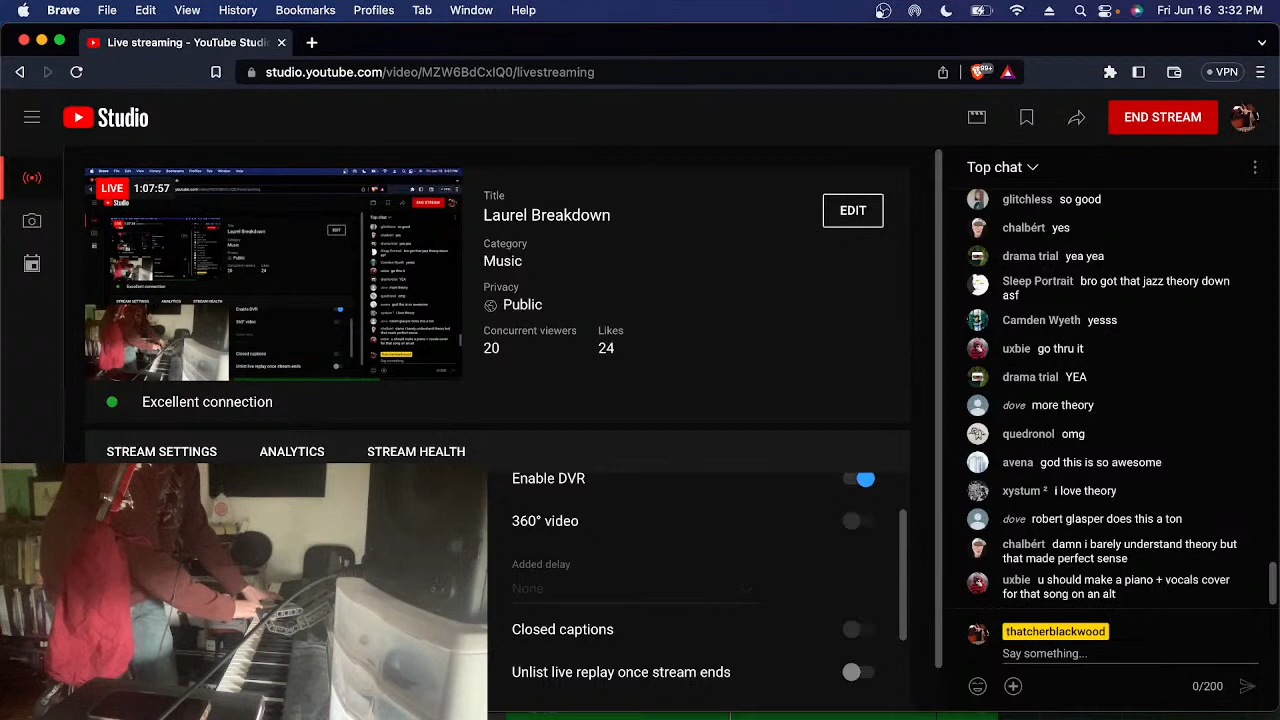 Brave File Edit View History Bookmarks Profiles Tab Window Help Fri Jun 16 3:32 PM
Live streaming - YouTube Studi
studio.youtube.com/video/MZW6BdCxIQ0/livestreaming 99+ VPN
Studio END STREAM
LIVE 1:07:57
Title
Laurel Breakdown
EDIT
Category
Music
Privacy
Public
Concurrent viewers Likes
20 24
Excellent connection
STREAM SETTINGS ANALYTICS STREAM HEALTH
Enable DVR
360° video
Added delay
None
Closed captions
Unlist live replay once stream ends
Top chat
glitchless so good
chalbért yes
drama trial yea yea
Sleep Portrait unu got that jazz theory down
asf
Camden Wyeth yesss
uxbie go thru it
drama trial YEA
dove more theory
quedronol omg
avena god this is so awesome
xystum ² i love theory
dove robert glasper does this a ton
chalbért damn i barely understand theory but
that made perfect sense
uxbie u should make a piano + vocals cover
for that song on an alt
thatcherblackwood
Say something...
0/200